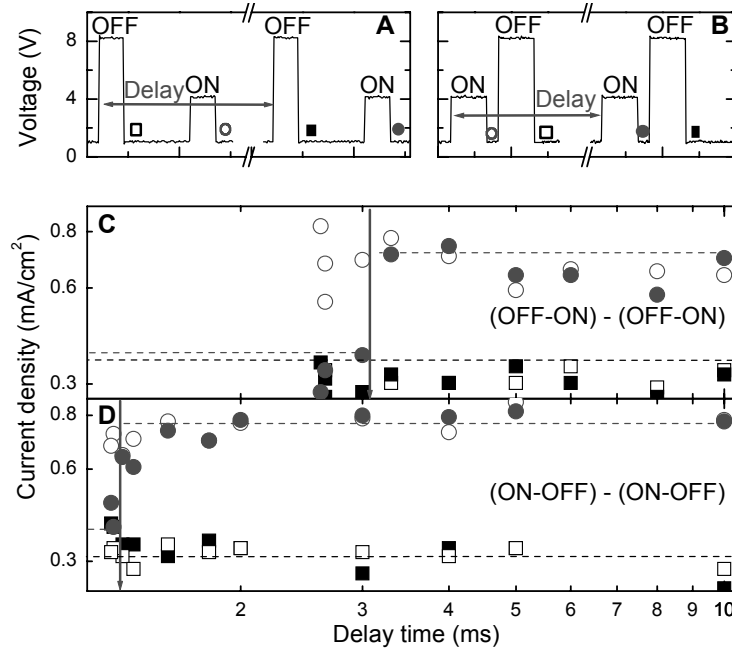 OFF
A
ON
Delay
OFF
ON
OFF
B
ON
Delay
OFF
ON
Voltage (V)
8
4
0
C
0.8
0.6
0.3
(OFF-ON) - (OFF-ON)
D
0.8
0.6
0.3
(ON-OFF) - (ON-OFF)
Current density (mA/cm²)
2 3 4 5 6 7 8 9 10
Delay time (ms)